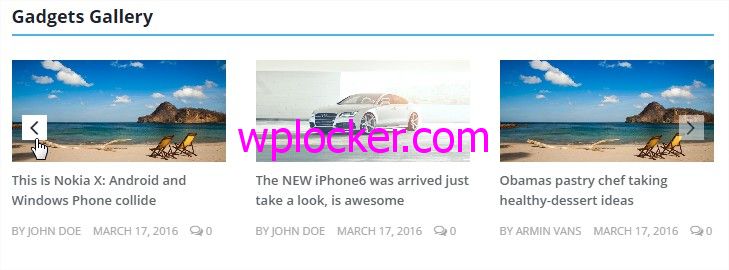 Gadgets Gallery
wplocker.com
This is Nokia X: Android and
Windows Phone collide
BY JOHN DOE MARCH 17, 2016 0
The NEW iPhone6 was arrived just
take a look, is awesome
BY JOHN DOE MARCH 17, 2016 0
Obamas pastry chef taking
healthy-dessert ideas
BY ARMIN VANS MARCH 17, 2016 0